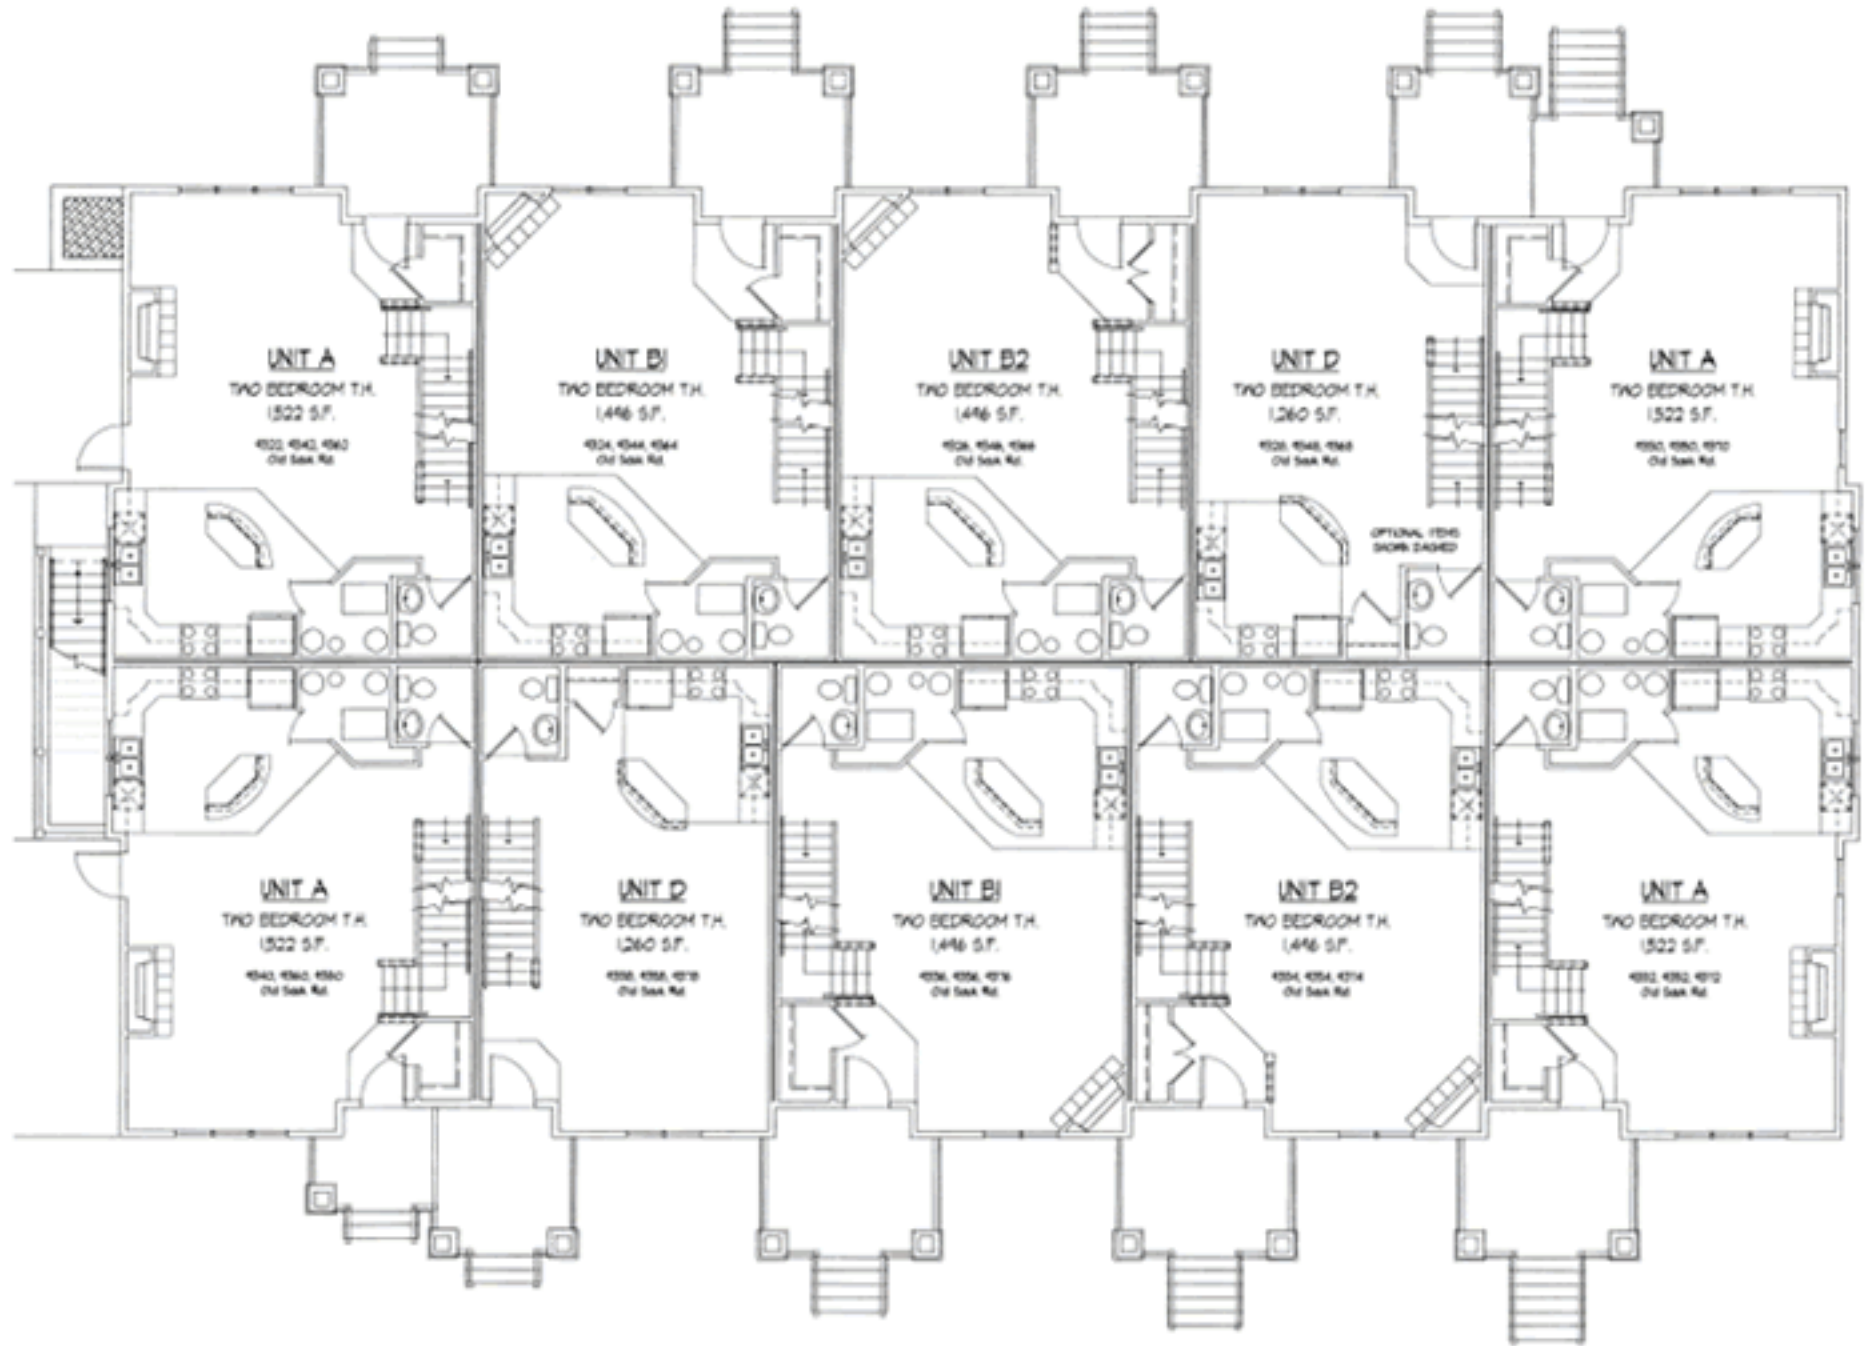 UNIT A
TWO BEDROOM T.H.
1,522 S.F.
Old Sauk Rd.
UNIT B1
TWO BEDROOM T.H.
1,496 S.F.
Old Sauk Rd.
UNIT B2
TWO BEDROOM T.H.
1,496 S.F.
Old Sauk Rd.
UNIT D
TWO BEDROOM T.H.
1,260 S.F.
Old Sauk Rd.
OPTIONAL ITEMS
SHOWN DASHED
UNIT A
TWO BEDROOM T.H.
1,522 S.F.
Old Sauk Rd.
UNIT A
TWO BEDROOM T.H.
1,522 S.F.
Old Sauk Rd.
UNIT D
TWO BEDROOM T.H.
1,260 S.F.
Old Sauk Rd.
UNIT B1
TWO BEDROOM T.H.
1,496 S.F.
Old Sauk Rd.
UNIT B2
TWO BEDROOM T.H.
1,496 S.F.
Old Sauk Rd.
UNIT A
TWO BEDROOM T.H.
1,522 S.F.
Old Sauk Rd.